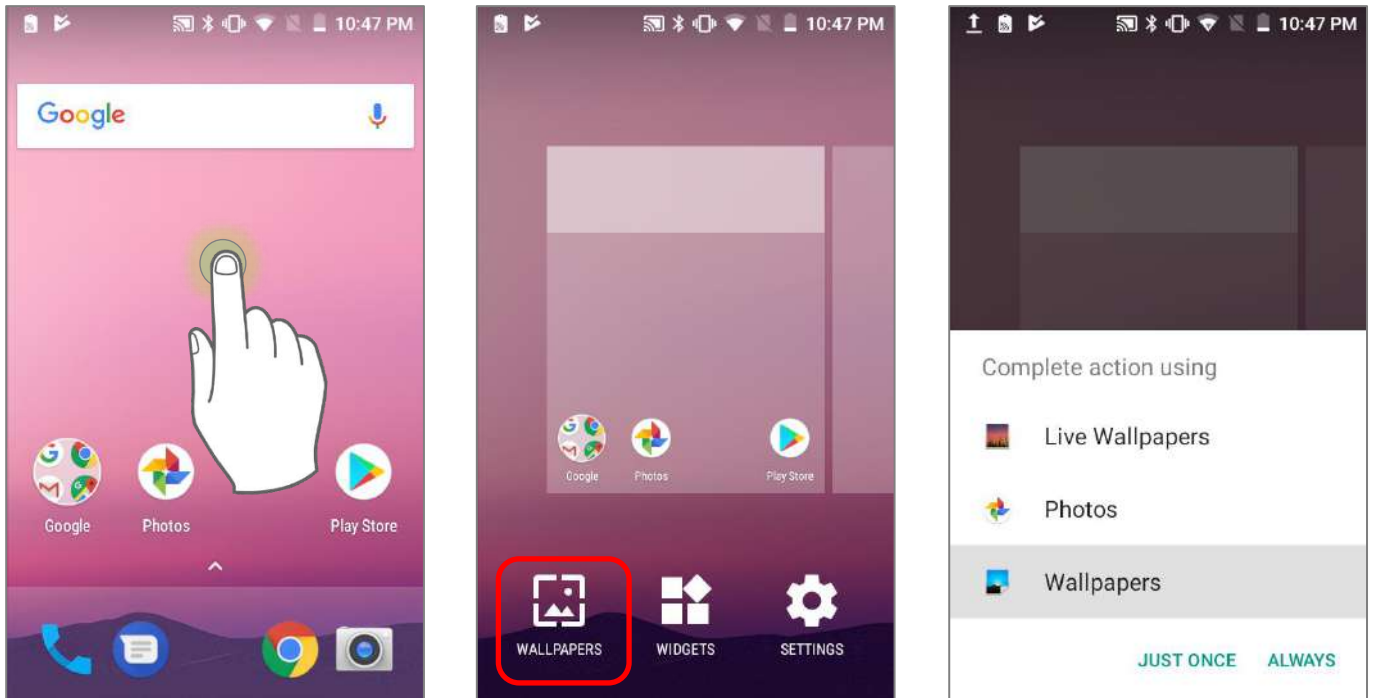 10:47 PM
Google
Google Photos Play Store
10:47 PM
Google Photos Play Store
WALLPAPERS WIDGETS SETTINGS
10:47 PM
Complete action using
Live Wallpapers
Photos
Wallpapers
JUST ONCE ALWAYS